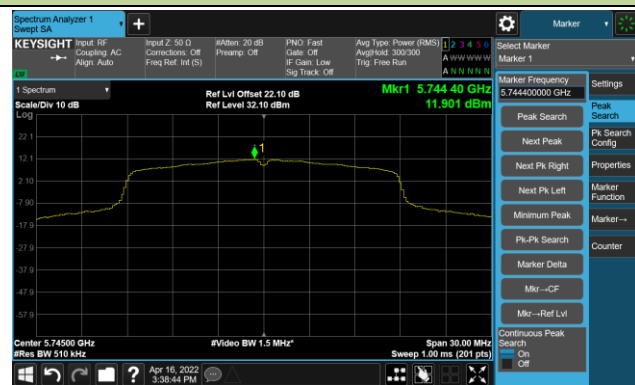 Spectrum Analyzer 1
Swept SA
Marker
KEYSIGHT
Input: RF
Coupling: AC
Align: Auto
Input Z: 50 Ω
Corrections: Off
Freq Ref: Int (S)
#Atten: 20 dB
Preamp: Off
PNO: Fast
Gate: Off
IF Gain: Low
Sig Track: Off
Avg Type: Power (RMS)
Avg|Hold: 300/300
Trig: Free Run
1 2 3 4 5 6
A W W W W W
A N N N N N
LW
Select Marker
Marker 1
1 Spectrum
Scale/Div 10 dB
Log
Ref Lvl Offset 22.10 dB
Ref Level 32.10 dBm
Mkr1 5.744 40 GHz
11.901 dBm
1
22.1
12.1
2.10
-7.90
-17.9
-27.9
-37.9
-47.9
-57.9
Center 5.74500 GHz
#Res BW 510 kHz
#Video BW 1.5 MHz*
Span 30.00 MHz
Sweep 1.00 ms (201 pts)
Marker Frequency
5.744400000 GHz
Peak Search
Next Peak
Next Pk Right
Next Pk Left
Minimum Peak
Pk-Pk Search
Marker Delta
Mkr→CF
Mkr→Ref Lvl
Continuous Peak
Search
On
Off
Settings
Peak
Search
Pk Search
Config
Properties
Marker
Function
Marker→
Counter
?
Apr 16, 2022
3:38:44 PM